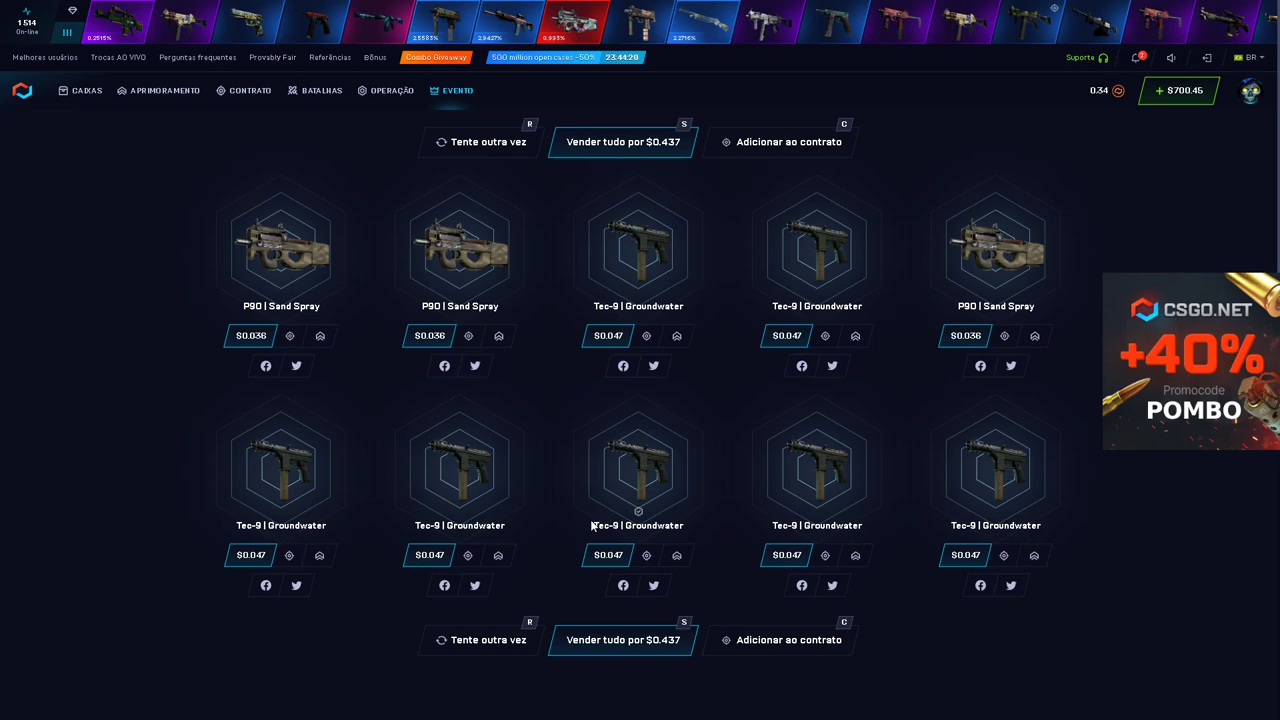 1 514
On-line
0.2515%
2.5583%
2.9427%
0.993%
2.2716%
Melhores usuários
Trocas AO VIVO
Perguntas frequentes
Provably Fair
Referências
Bônus
Combo Giveaway
500 million open cases -50%
23:44:20
Suporte
2
BR
CAIXAS
APRIMORAMENTO
CONTRATO
BATALHAS
OPERAÇÃO
EVENTO
0.34
+ $700.45
R
Tente outra vez
S
Vender tudo por $0.437
C
Adicionar ao contrato
P90 | Sand Spray
P90 | Sand Spray
Tec-9 | Groundwater
Tec-9 | Groundwater
P90 | Sand Spray
$0.036
$0.036
$0.047
$0.047
$0.036
CSGO.NET
+40%
Promocode
POMBO
Tec-9 | Groundwater
Tec-9 | Groundwater
Tec-9 | Groundwater
Tec-9 | Groundwater
Tec-9 | Groundwater
$0.047
$0.047
$0.047
$0.047
$0.047
R
Tente outra vez
S
Vender tudo por $0.437
C
Adicionar ao contrato